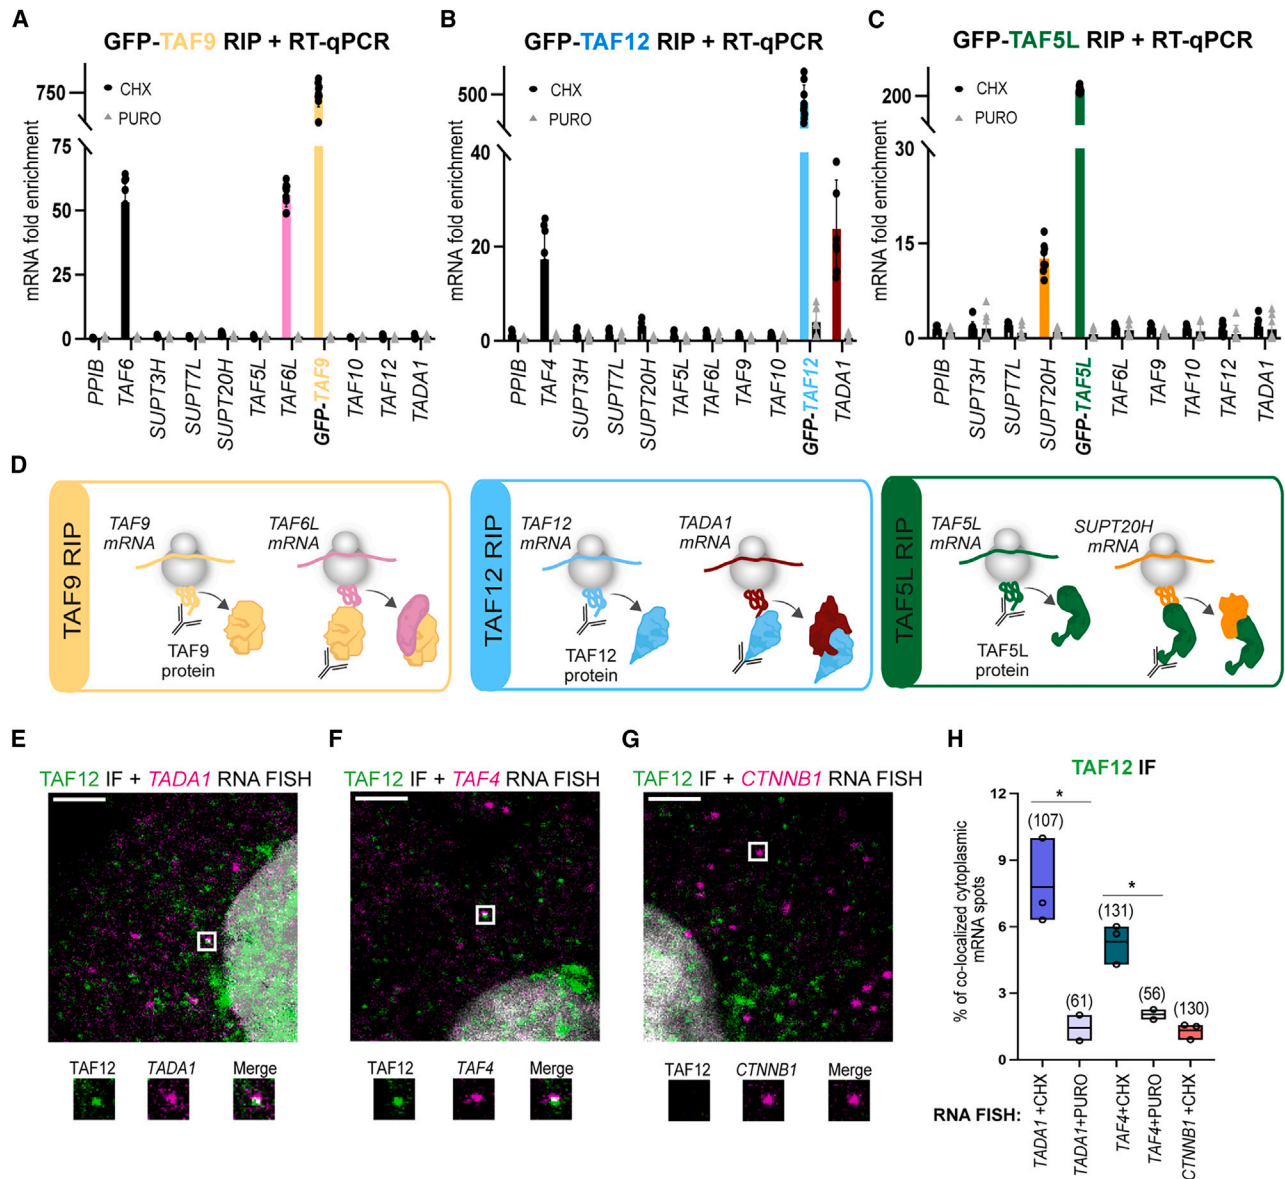 A
GFP-TAF9 RIP + RT-qPCR
mRNA fold enrichment
750
75
50
25
0
CHX
PURO
PPIB
TAF6
SUPT3H
SUPT7L
SUPT20H
TAF5L
TAF6L
GFP-TAF9
TAF10
TAF12
TADA1
B
GFP-TAF12 RIP + RT-qPCR
mRNA fold enrichment
500
40
20
0
CHX
PURO
PPIB
TAF4
SUPT3H
SUPT7L
SUPT20H
TAF5L
TAF6L
TAF9
TAF10
GFP-TAF12
TADA1
C
GFP-TAF5L RIP + RT-qPCR
mRNA fold enrichment
200
30
15
0
CHX
PURO
PPIB
SUPT3H
SUPT7L
SUPT20H
GFP-TAF5L
TAF6L
TAF9
TAF10
TAF12
TADA1
D
TAF9 RIP
TAF9
mRNA
TAF6L
mRNA
TAF9
protein
TAF12 RIP
TAF12
mRNA
TADA1
mRNA
TAF12
protein
TAF5L RIP
TAF5L
mRNA
SUPT20H
mRNA
TAF5L
protein
E
TAF12 IF + TADA1 RNA FISH
TAF12
TADA1
Merge
F
TAF12 IF + TAF4 RNA FISH
TAF12
TAF4
Merge
G
TAF12 IF + CTNNB1 RNA FISH
TAF12
CTNNB1
Merge
H
TAF12 IF
% of co-localized cytoplasmic
mRNA spots
12
9
6
3
0
*
*
(107)
(61)
(131)
(56)
(130)
RNA FISH:
TADA1 +CHX
TADA1+PURO
TAF4+CHX
TAF4+PURO
CTNNB1+CHX